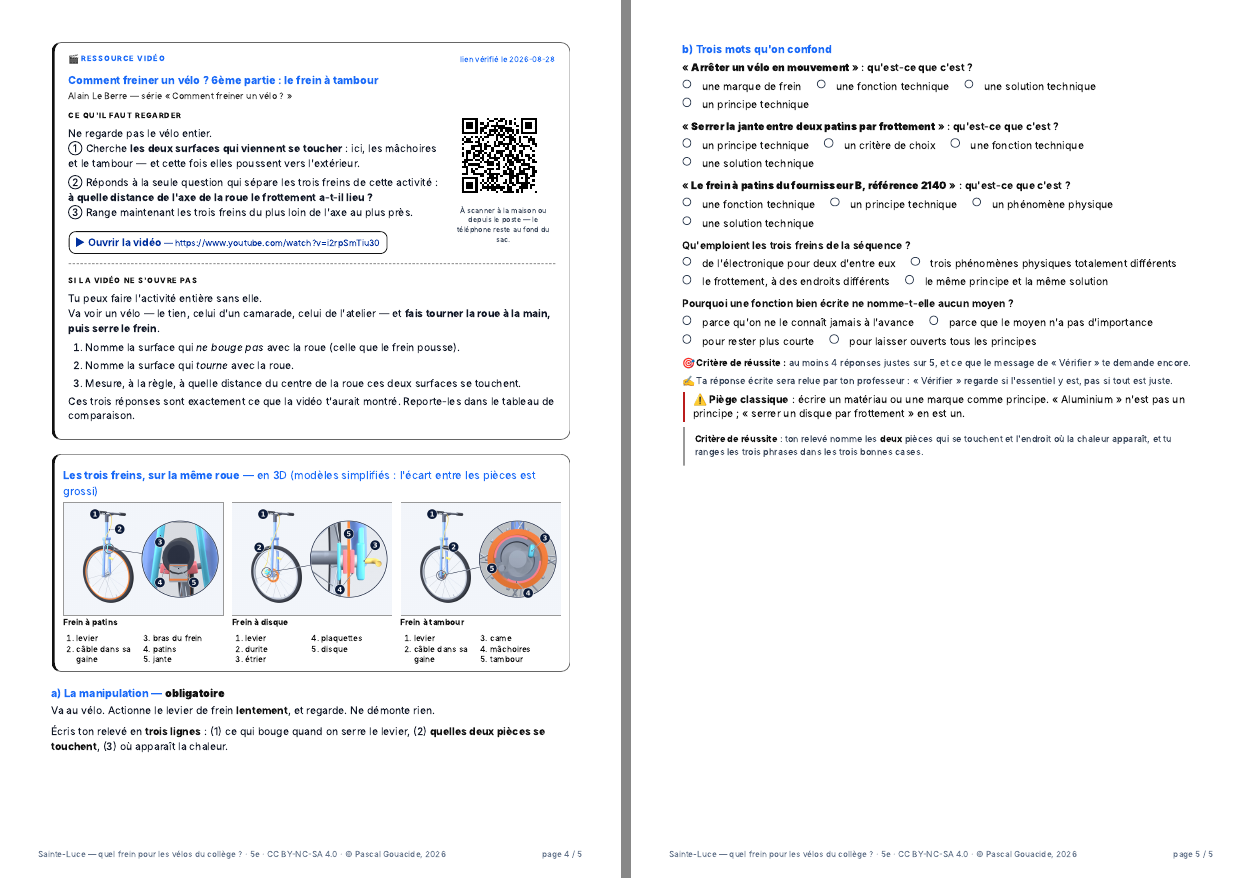 🎬 RESSOURCE VIDÉO
lien vérifié le 2026-08-28
Comment freiner un vélo ? 6ème partie : le frein à tambour
Alain Le Berre — série « Comment freiner un vélo ? »
CE QU'IL FAUT REGARDER
Ne regarde pas le vélo entier.
① Cherche les deux surfaces qui viennent se toucher : ici, les mâchoires
et le tambour — et cette fois elles poussent vers l'extérieur.
② Réponds à la seule question qui sépare les trois freins de cette activité :
à quelle distance de l'axe de la roue le frottement a-t-il lieu ?
③ Range maintenant les trois freins du plus loin de l'axe au plus près.
À scanner à la maison ou
depuis le poste — le
téléphone reste au fond du
sac.
▶ Ouvrir la vidéo — https://www.youtube.com/watch?v=i2rpSmTiu30
SI LA VIDÉO NE S'OUVRE PAS
Tu peux faire l'activité entière sans elle.
Va voir un vélo — le tien, celui d'un camarade, celui de l'atelier — et fais tourner la roue à la main,
puis serre le frein.
1. Nomme la surface qui ne bouge pas avec la roue (celle que le frein pousse).
2. Nomme la surface qui tourne avec la roue.
3. Mesure, à la règle, à quelle distance du centre de la roue ces deux surfaces se touchent.
Ces trois réponses sont exactement ce que la vidéo t'aurait montré. Reporte-les dans le tableau de
comparaison.
Les trois freins, sur la même roue — en 3D (modèles simplifiés : l'écart entre les pièces est
grossi)
1
2
3
4
5
1
2
5
3
4
1
2
3
5
4
Frein à patins
1. levier
2. câble dans sa
gaine
3. bras du frein
4. patins
5. jante
Frein à disque
1. levier
2. durite
3. étrier
4. plaquettes
5. disque
Frein à tambour
1. levier
2. câble dans sa
gaine
3. came
4. mâchoires
5. tambour
a) La manipulation — obligatoire
Va au vélo. Actionne le levier de frein lentement, et regarde. Ne démonte rien.
Écris ton relevé en trois lignes : (1) ce qui bouge quand on serre le levier, (2) quelles deux pièces se
touchent, (3) où apparaît la chaleur.
Sainte-Luce — quel frein pour les vélos du collège ? · 5e · CC BY-NC-SA 4.0 · © Pascal Gouacide, 2026
page 4 / 5
b) Trois mots qu'on confond
« Arrêter un vélo en mouvement » : qu'est-ce que c'est ?
une marque de frein une fonction technique une solution technique
un principe technique
« Serrer la jante entre deux patins par frottement » : qu'est-ce que c'est ?
un principe technique un critère de choix une fonction technique
une solution technique
« Le frein à patins du fournisseur B, référence 2140 » : qu'est-ce que c'est ?
une fonction technique un principe technique un phénomène physique
une solution technique
Qu'emploient les trois freins de la séquence ?
de l'électronique pour deux d'entre eux trois phénomènes physiques totalement différents
le frottement, à des endroits différents le même principe et la même solution
Pourquoi une fonction bien écrite ne nomme-t-elle aucun moyen ?
parce qu'on ne le connaît jamais à l'avance parce que le moyen n'a pas d'importance
pour rester plus courte pour laisser ouverts tous les principes
🎯 Critère de réussite : au moins 4 réponses justes sur 5, et ce que le message de « Vérifier » te demande encore.
✍ Ta réponse écrite sera relue par ton professeur : « Vérifier » regarde si l'essentiel y est, pas si tout est juste.
⚠ Piège classique : écrire un matériau ou une marque comme principe. « Aluminium » n'est pas un
principe ; « serrer un disque par frottement » en est un.
Critère de réussite : ton relevé nomme les deux pièces qui se touchent et l'endroit où la chaleur apparaît, et tu
ranges les trois phrases dans les trois bonnes cases.
Sainte-Luce — quel frein pour les vélos du collège ? · 5e · CC BY-NC-SA 4.0 · © Pascal Gouacide, 2026
page 5 / 5